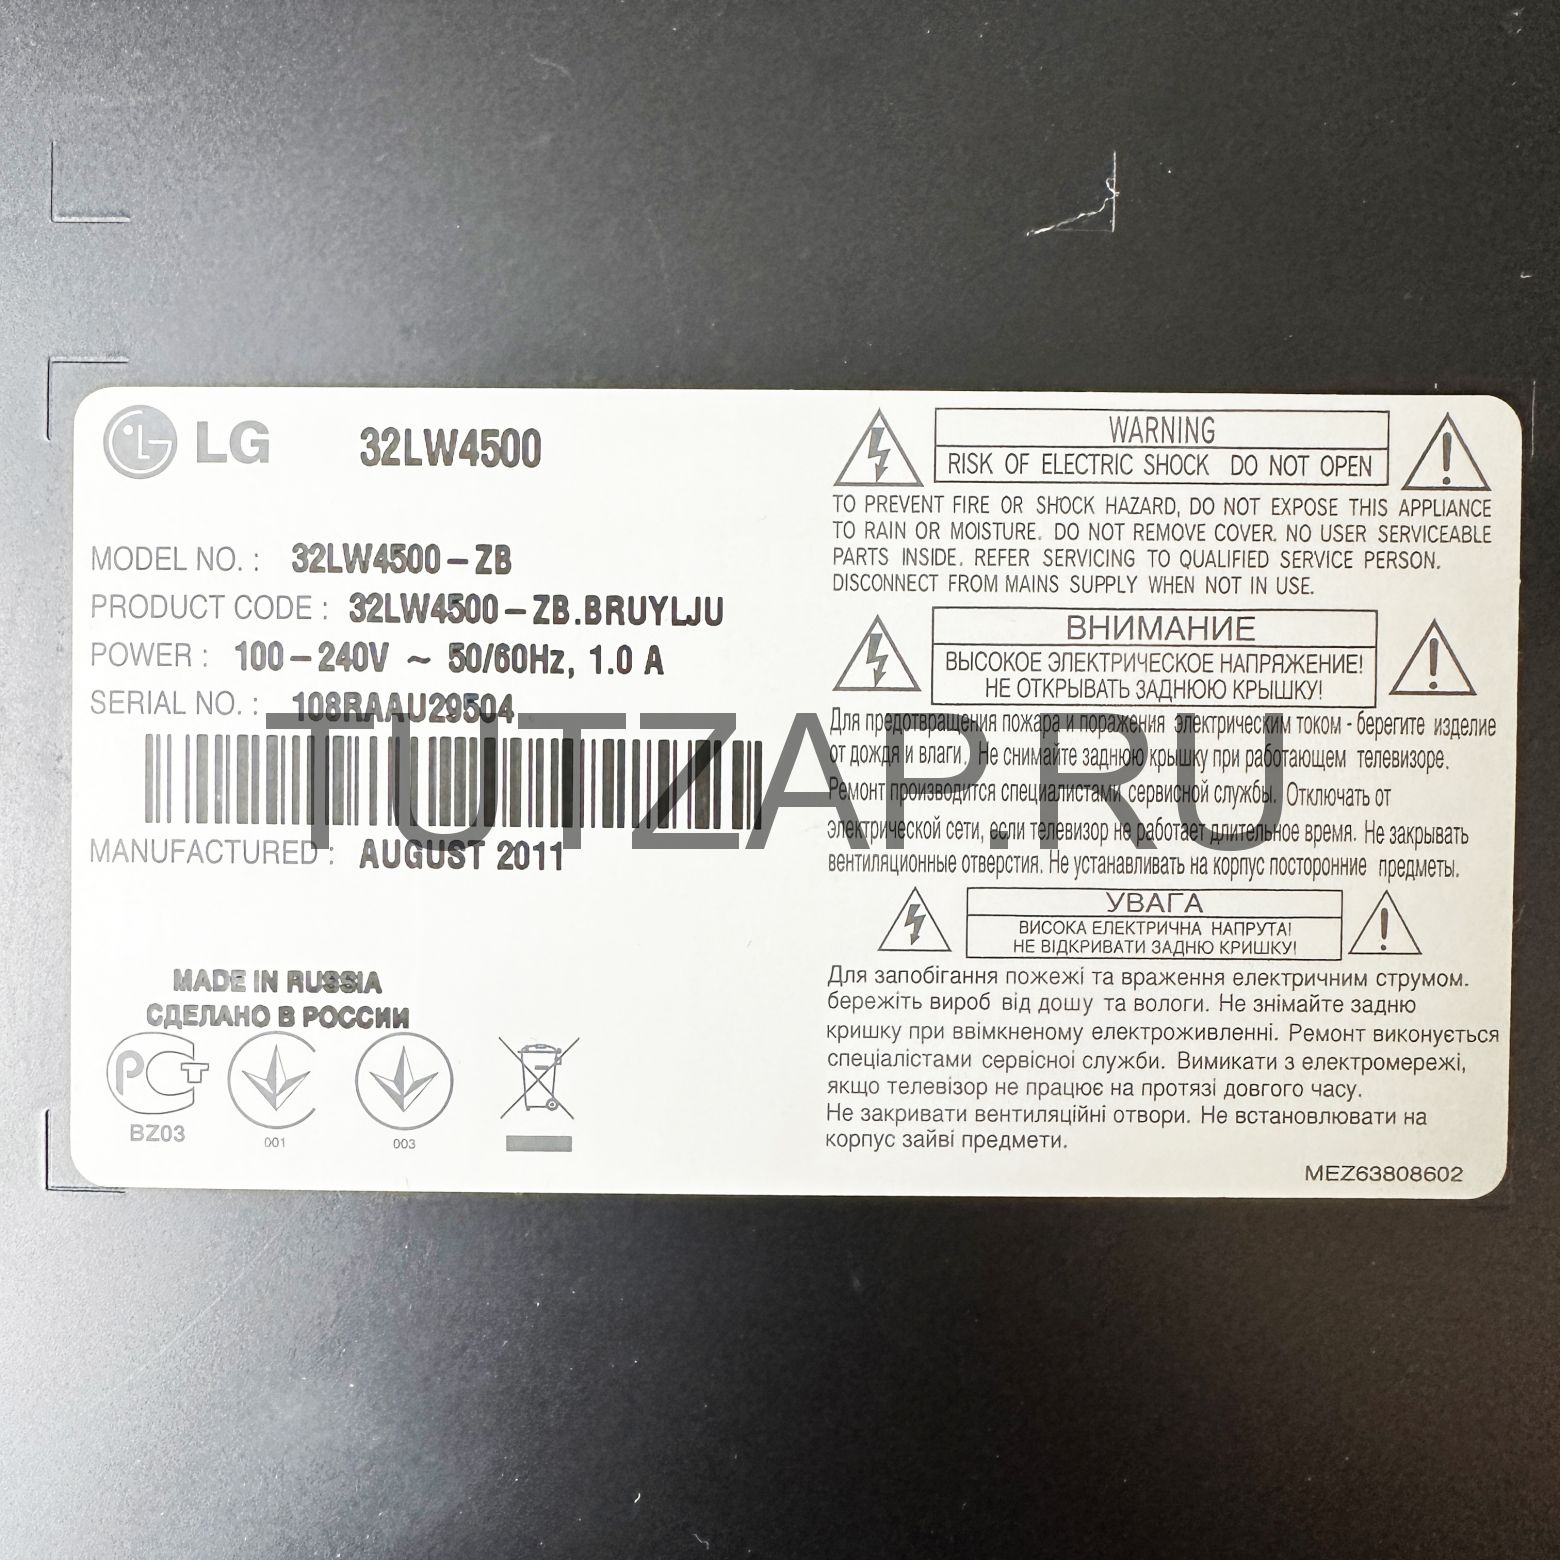 LG 32LW4500
MODEL NO. : 32LW4500-ZB
PRODUCT CODE : 32LW4500-ZB.BRUYLJU
POWER : 100-240V ~ 50/60Hz, 1.0 A
SERIAL NO. : 108RAAU29504
MANUFACTURED : AUGUST 2011
MADE IN RUSSIA
СДЕЛАНО В РОССИИ
BZ03
001
003
WARNING
RISK OF ELECTRIC SHOCK DO NOT OPEN
TO PREVENT FIRE OR SHOCK HAZARD, DO NOT EXPOSE THIS APPLIANCE
TO RAIN OR MOISTURE. DO NOT REMOVE COVER. NO USER SERVICEABLE
PARTS INSIDE. REFER SERVICING TO QUALIFIED SERVICE PERSON.
DISCONNECT FROM MAINS SUPPLY WHEN NOT IN USE.
ВНИМАНИЕ
ВЫСОКОЕ ЭЛЕКТРИЧЕСКОЕ НАПРЯЖЕНИЕ!
НЕ ОТКРЫВАТЬ ЗАДНЮЮ КРЫШКУ!
Для предотвращения пожара и поражения электрическим током - берегите изделие
от дождя и влаги. Не снимайте заднюю крышку при работающем телевизоре.
Ремонт производится специалистами сервисной службы. Отключать от
электрической сети, если телевизор не работает длительное время. Не закрывать
вентиляционные отверстия. Не устанавливать на корпус посторонние предметы.
УВАГА
ВИСОКА ЕЛЕКТРИЧНА НАПРУТА!
НЕ ВІДКРИВАТИ ЗАДНЮ КРИШКУ!
Для запобігання пожежі та враження електричним струмом.
бережіть вироб від дошу та вологи. Не знімайте задню
кришку при ввімкненому електроживленні. Ремонт виконується
спеціалістами сервісної служби. Вимикати з електромережі,
якщо телевізор не працює на протязі довгого часу.
Не закривати вентиляційні отвори. Не встановлювати на
корпус зайві предмети.
MEZ63808602
TUTZAP.RU